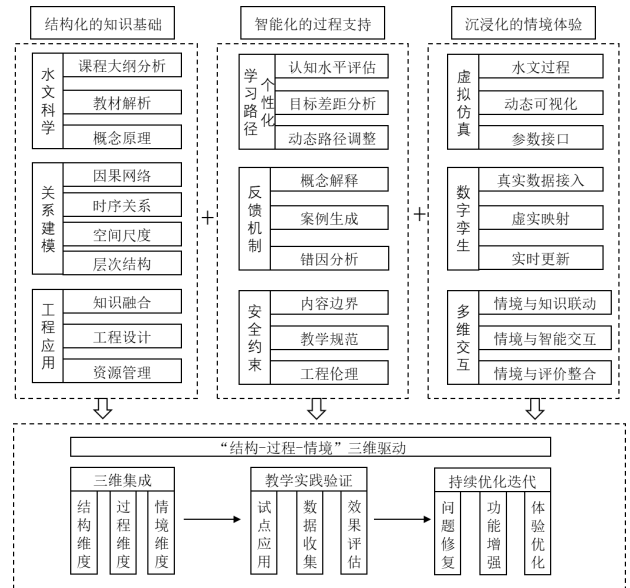 结构化的知识基础
智能化的过程支持
沉浸化的情境体验
水文科学
课程大纲分析
教材解析
概念原理
关系建模
因果网络
时序关系
空间尺度
层次结构
工程应用
知识融合
工程设计
资源管理
+
个性化
学习路径
认知水平评估
目标差距分析
动态路径调整
反馈机制
概念解释
案例生成
错因分析
安全约束
内容边界
教学规范
工程伦理
+
虚拟仿真
水文过程
动态可视化
参数接口
数字孪生
真实数据接入
虚实映射
实时更新
多维交互
情境与知识联动
情境与智能交互
情境与评价整合
“结构-过程-情境”三维驱动
三维集成
结构维度
过程维度
情境维度
教学实践验证
试点应用
数据收集
效果评估
持续优化迭代
问题修复
功能增强
体验优化